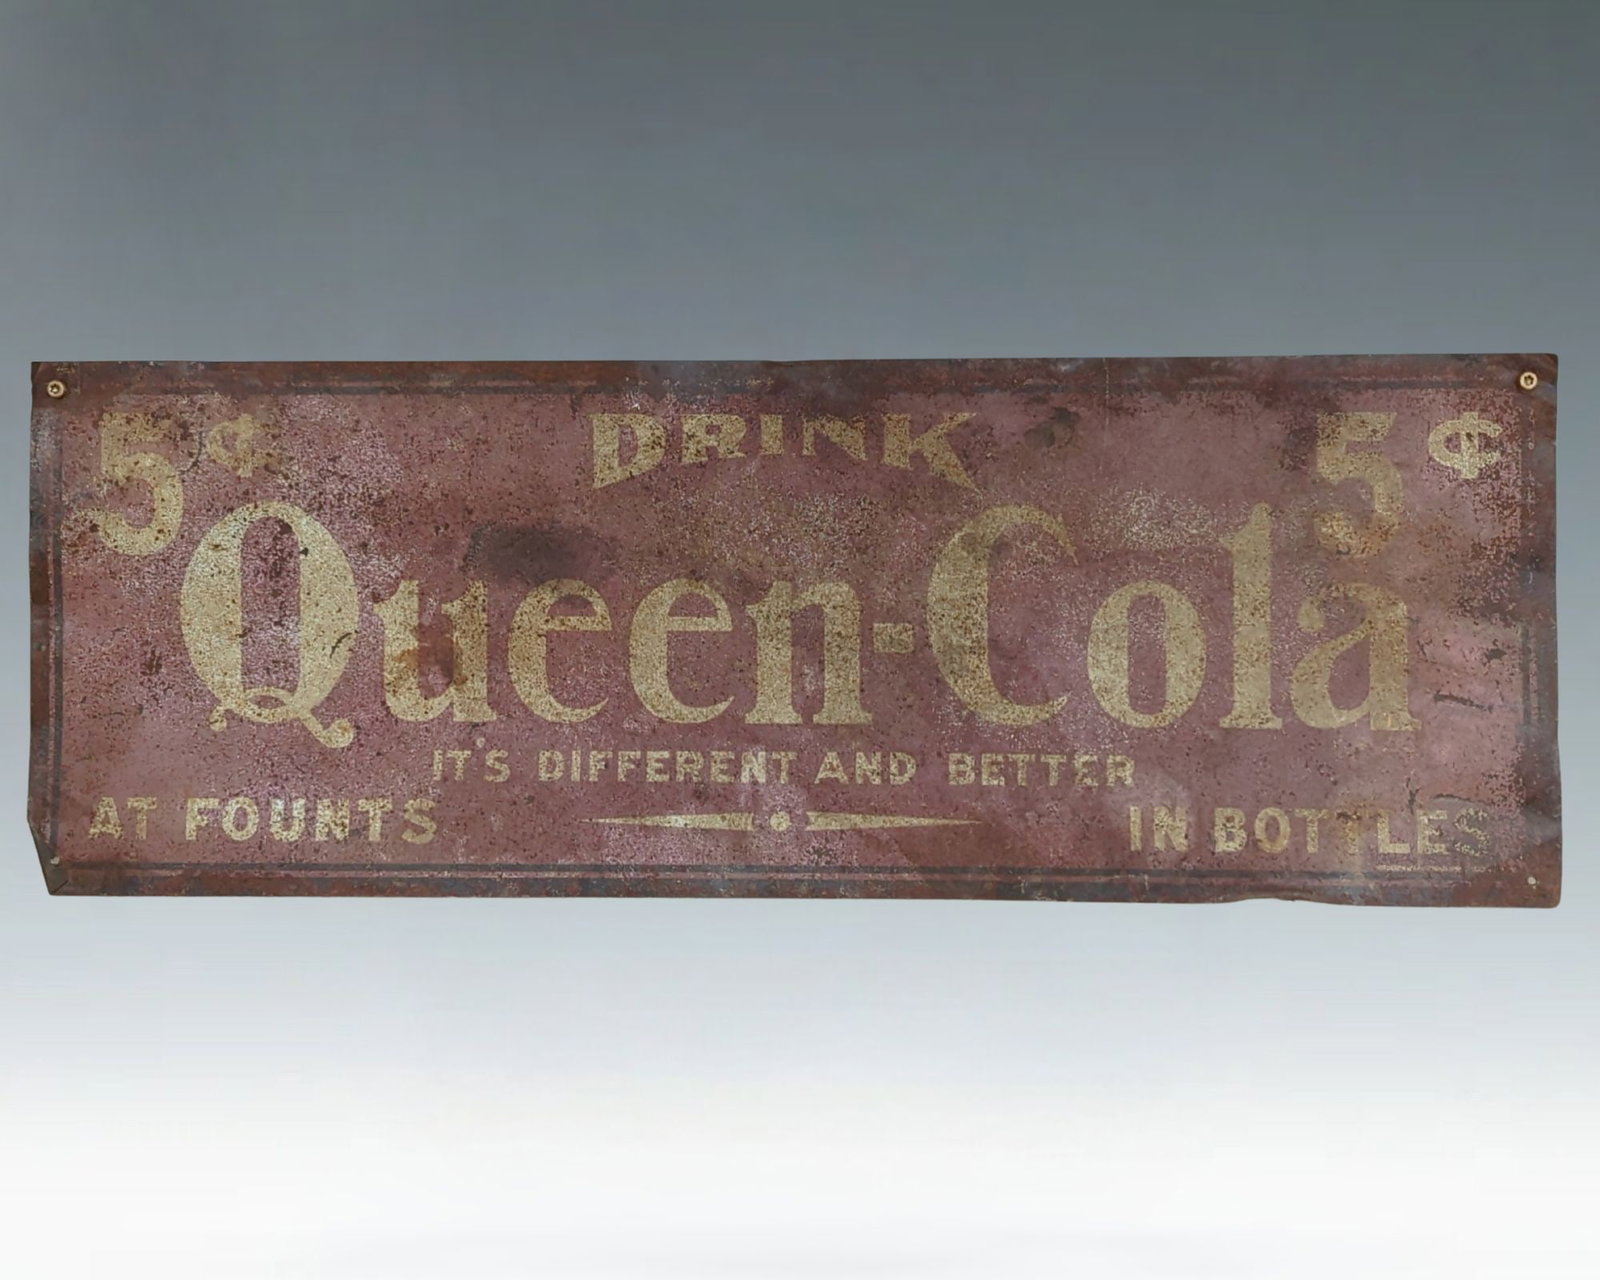 5¢ DRINK 5¢
Queen-Cola
IT'S DIFFERENT AND BETTER
AT FOUNTS IN BOTTLES